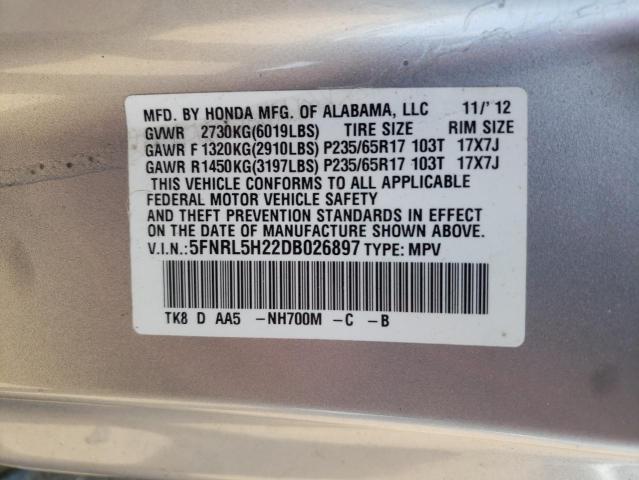 MFD. BY HONDA MFG. OF ALABAMA, LLC 11/'12
GVWR 2730KG(6019LBS) TIRE SIZE RIM SIZE
GAWR F1320KG(2910LBS) P235/65R17 103T 17X7J
GAWR R1450KG(3197LBS) P235/65R17 103T 17X7J
THIS VEHICLE CONFORMS TO ALL APPLICABLE
FEDERAL MOTOR VEHICLE SAFETY
AND THEFT PREVENTION STANDARDS IN EFFECT
ON THE DATE OF MANUFACTURE SHOWN ABOVE.
V.I.N.:5FNRL5H22DB026897 TYPE: MPV
TK8 D AA5 -NH700M -C -B